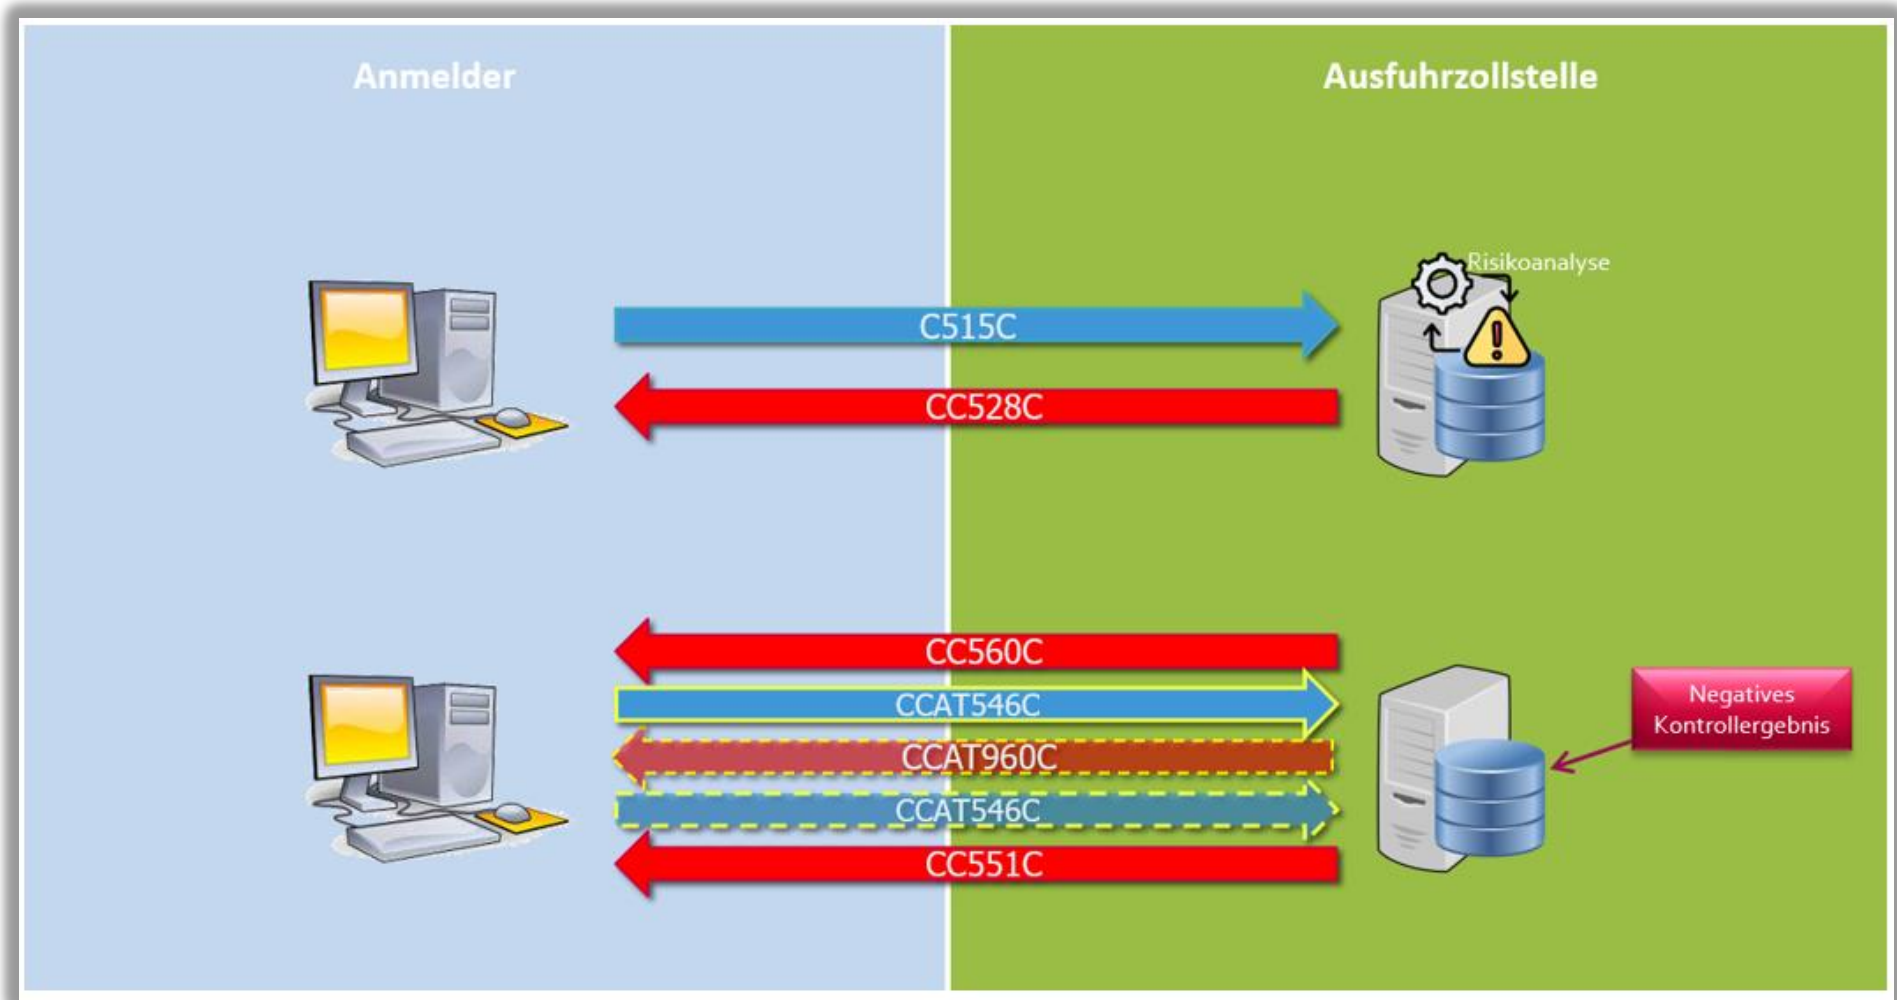 Anmelder
Ausfuhrzollstelle
Risikoanalyse
C515C
CC528C
CC560C
CCAT546C
Negatives
Kontrollergebnis
CCAT960C
CCAT546C
CC551C